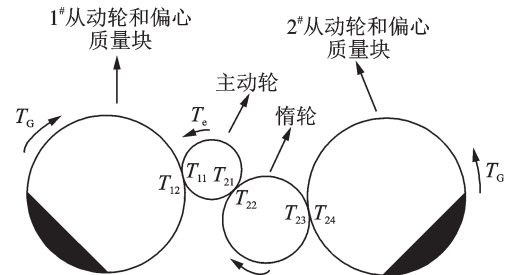 1#从动轮和偏心
质量块
2#从动轮和偏心
质量块
主动轮
惰轮
TG
Te
T12
T11
T21
T22
T23
T24
TG